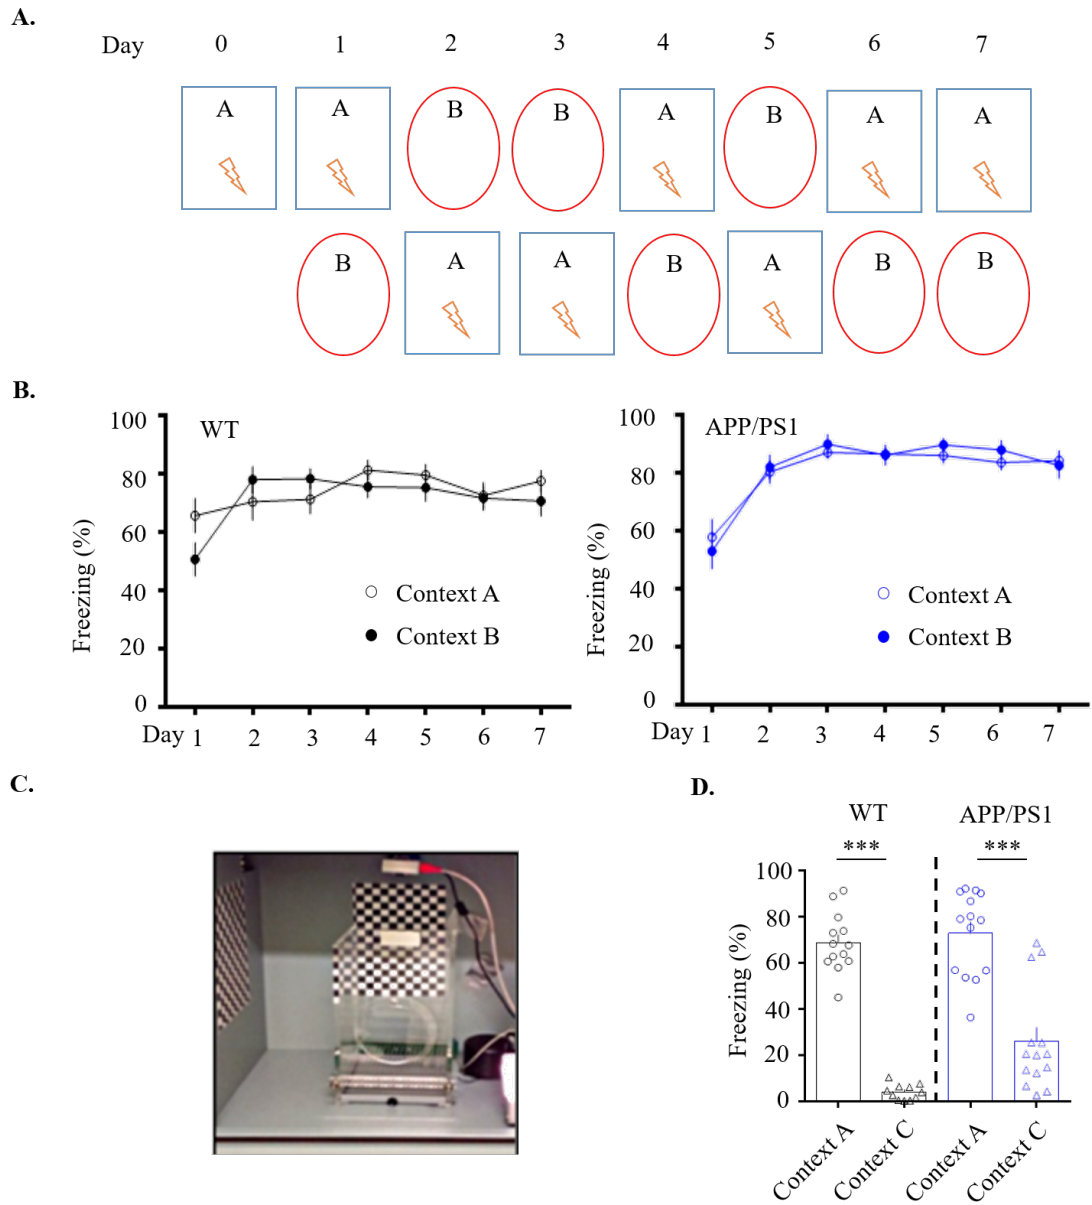 A.
Day 0 1 2 3 4 5 6 7
A A B B A B A A
B A A B A B B
B.
100 WT
80
60
40
20
0
Freezing (%)
Context A
Context B
Day 1 2 3 4 5 6 7
100 APP/PS1
80
60
40
20
0
Freezing (%)
Context A
Context B
Day 1 2 3 4 5 6 7
C.
D.
WT APP/PS1
*** ***
100
80
60
40
20
0
Freezing (%)
Context A Context C Context A Context C